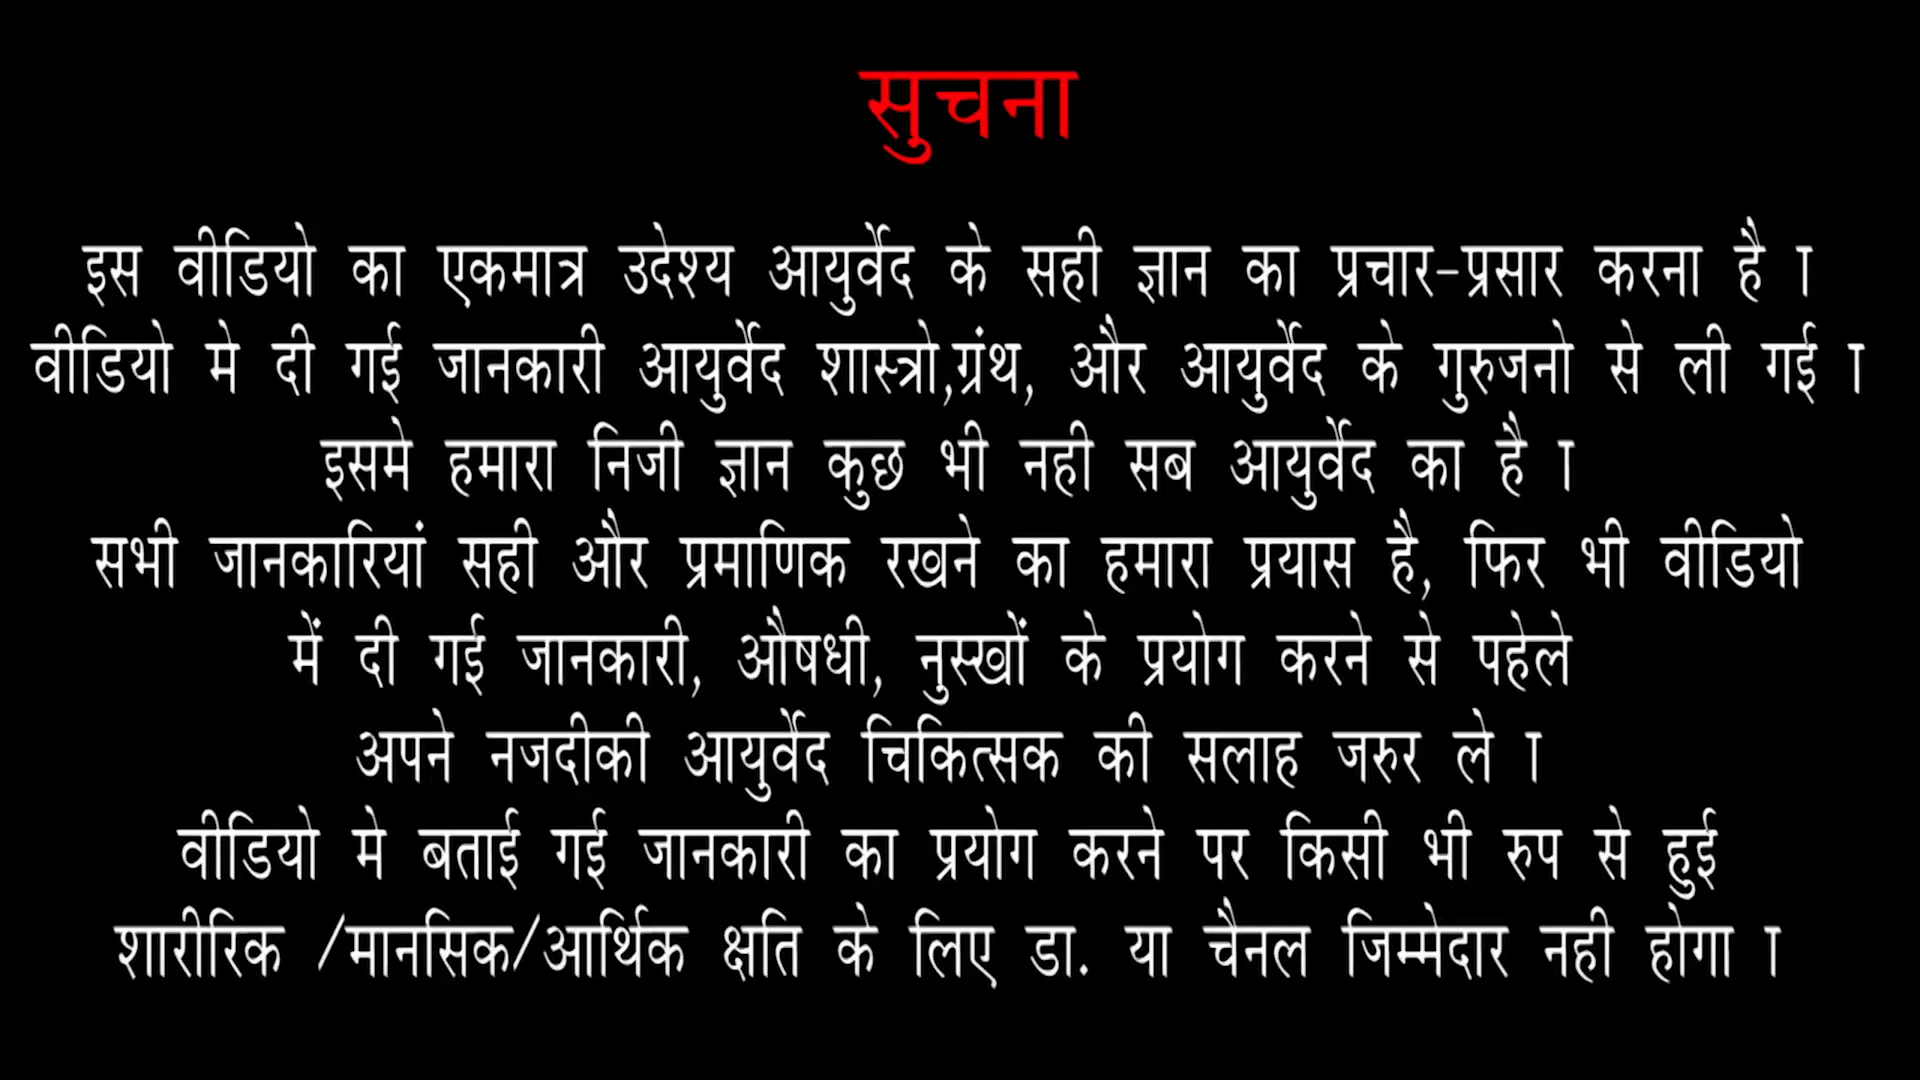 सुचना
इस वीडियो का एकमात्र उदेश्य आयुर्वेद के सही ज्ञान का प्रचार-प्रसार करना है ।
वीडियो मे दी गई जानकारी आयुर्वेद शास्त्रो,ग्रंथ, और आयुर्वेद के गुरुजनो से ली गई ।
इसमे हमारा निजी ज्ञान कुछ भी नही सब आयुर्वेद का है ।
सभी जानकारियां सही और प्रमाणिक रखने का हमारा प्रयास है, फिर भी वीडियो
में दी गई जानकारी, औषधी, नुस्खों के प्रयोग करने से पहेले
अपने नजदीकी आयुर्वेद चिकित्सक की सलाह जरुर ले ।
वीडियो मे बताई गई जानकारी का प्रयोग करने पर किसी भी रुप से हुई
शारीरिक /मानसिक/आर्थिक क्षति के लिए डा. या चैनल जिम्मेदार नही होगा ।